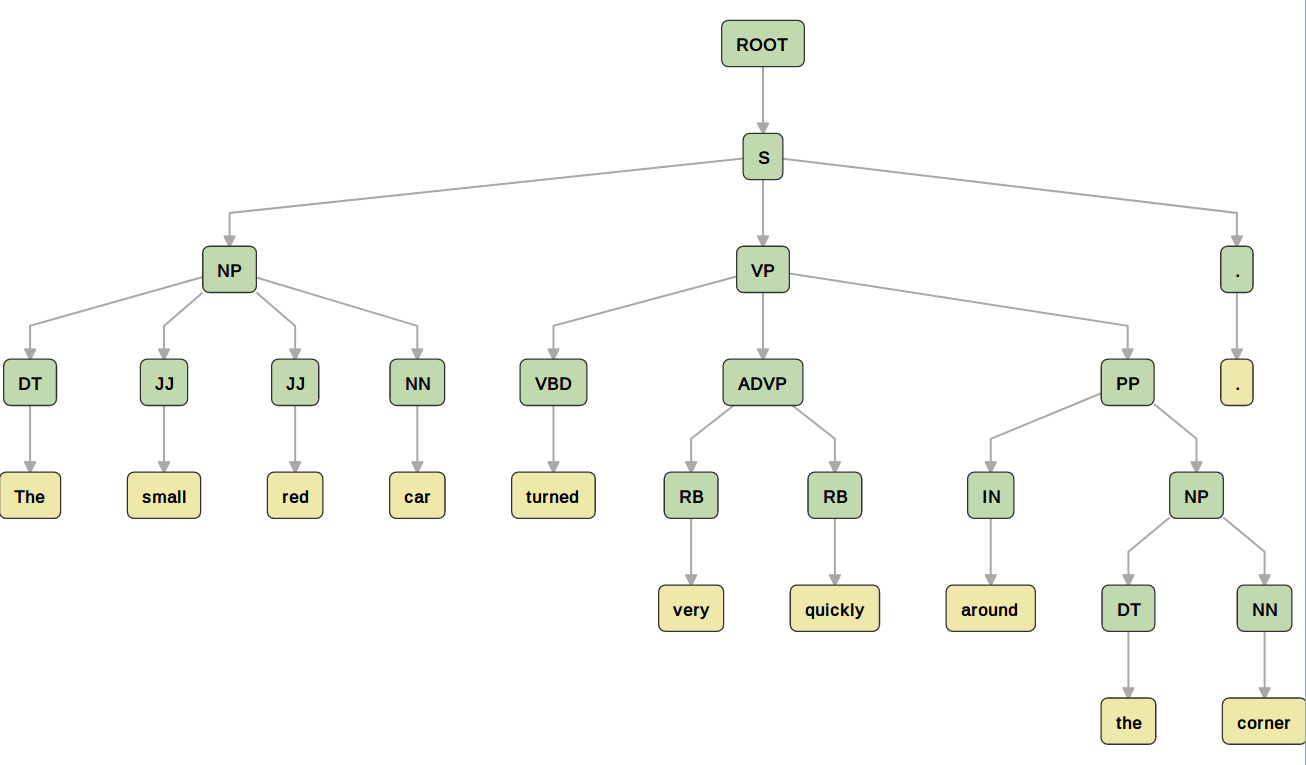 ROOT
S
NP VP .
DT JJ JJ NN VBD ADVP PP .
The small red car turned RB RB IN NP
very quickly around DT NN
the corner